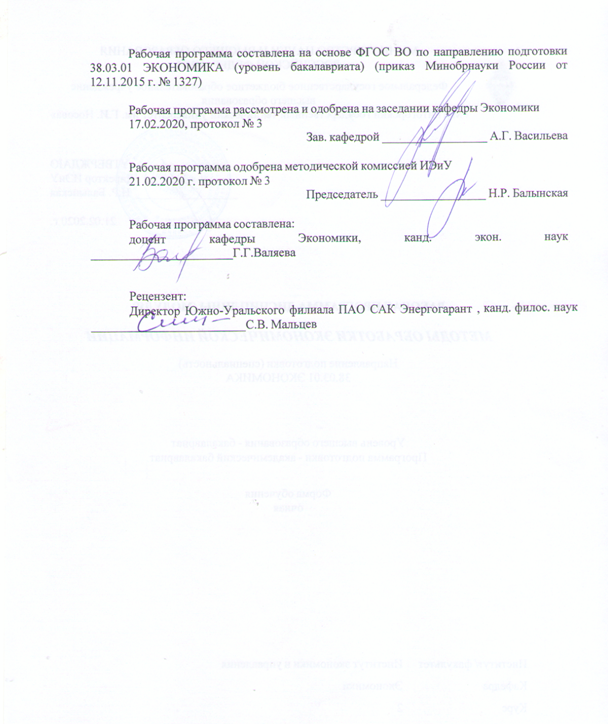 Рабочая программа составлена на основе ФГОС ВО по направлению подготовки
38.03.01 ЭКОНОМИКА (уровень бакалавриата) (приказ Минобрнауки России от
12.11.2015 г. № 1327)
Рабочая программа рассмотрена и одобрена на заседании кафедры Экономики
17.02.2020, протокол № 3
Зав. кафедрой А.Г. Васильева
Рабочая программа одобрена методической комиссией ИЭиУ
21.02.2020 г. протокол № 3
Председатель Н.Р. Балынская
Рабочая программа составлена:
доцент кафедры Экономики, канд. экон. наук
Г.Г.Валяева
Рецензент:
Директор Южно-Уральского филиала ПАО САК Энергогарант , канд. филос. наук
С.В. Мальцев
МЕТОДЫ ОБРАБОТКИ ЭКОНОМИЧЕСКОЙ ИНФОРМАЦИИ